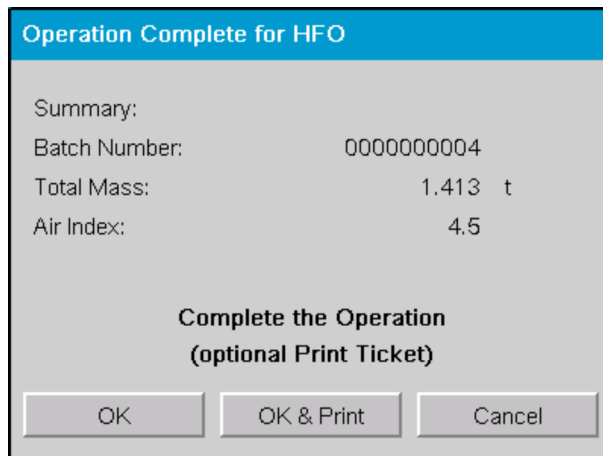 Operation Complete for HFO
Summary:
Batch Number: 0000000004
Total Mass: 1.413 t
Air Index: 4.5
Complete the Operation
(optional Print Ticket)
OK OK & Print Cancel